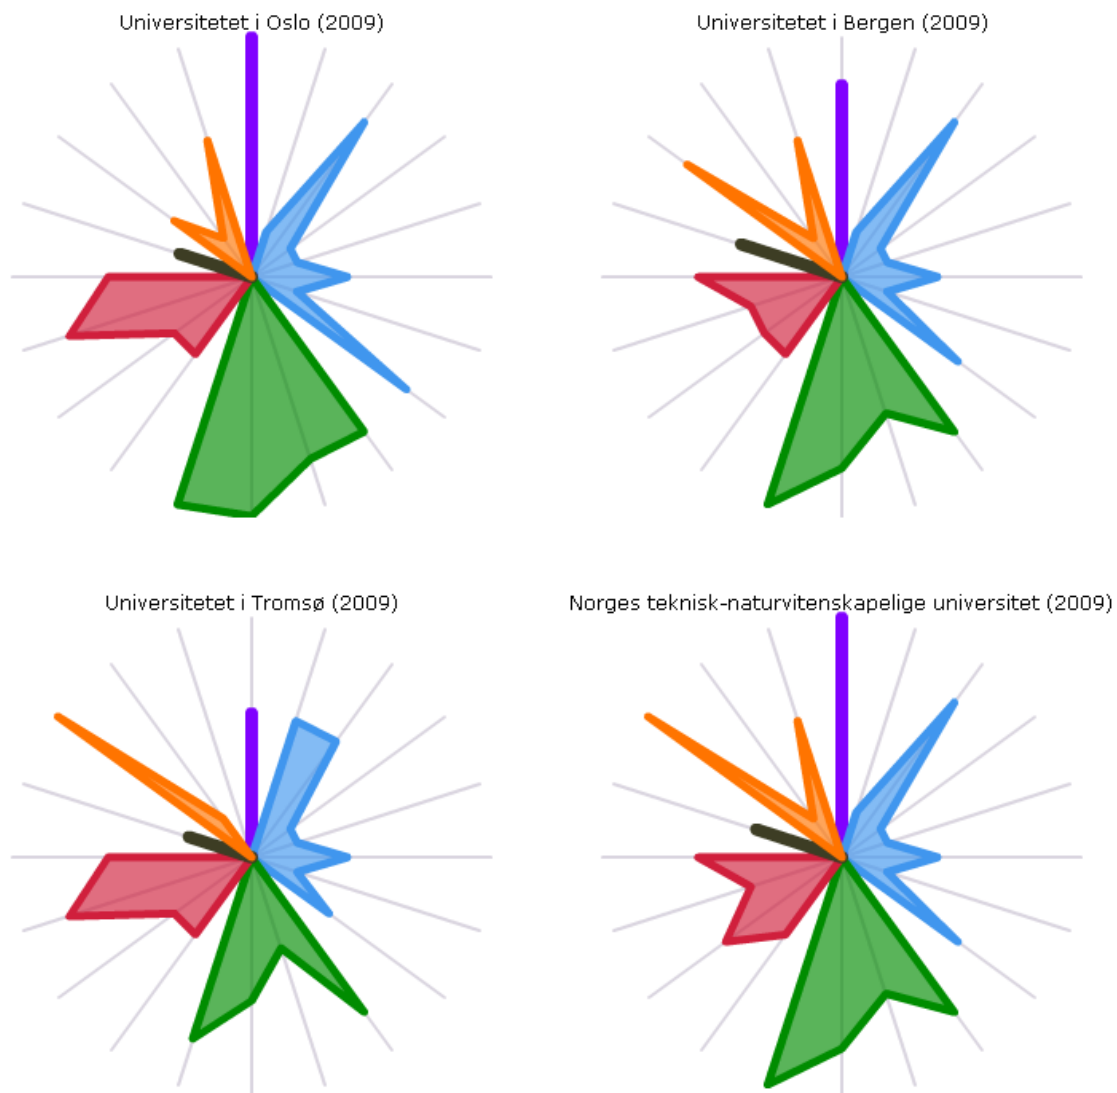 Universitetet i Oslo (2009)
Universitetet i Bergen (2009)
Universitetet i Tromsø (2009)
Norges teknisk-naturvitenskapelige universitet (2009)